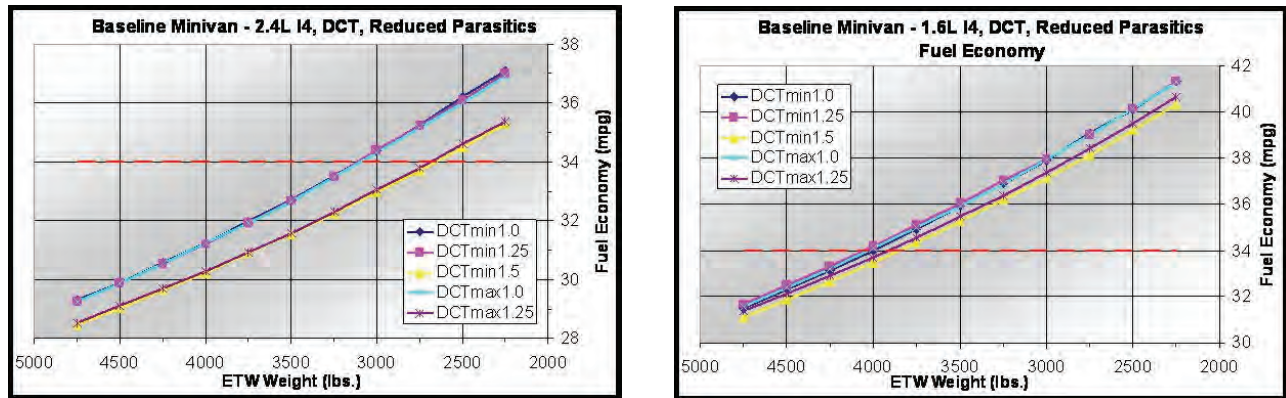 Baseline Minivan - 2.4L I4, DCT, Reduced Parasitics
38
36
34
32
30
28
Fuel Economy (mpg)
DCTmin1.0
DCTmin1.25
DCTmin1.5
DCTmax1.0
DCTmax1.25
5000 4500 4000 3500 3000 2500 2000
ETW Weight (lbs.)
Baseline Minivan - 1.6L I4, DCT, Reduced Parasitics
Fuel Economy
DCTmin1.0
DCTmin1.25
DCTmin1.5
DCTmax1.0
DCTmax1.25
42
40
38
36
34
32
30
Fuel Economy (mpg)
5000 4500 4000 3500 3000 2500 2000
ETW Weight (lbs.)